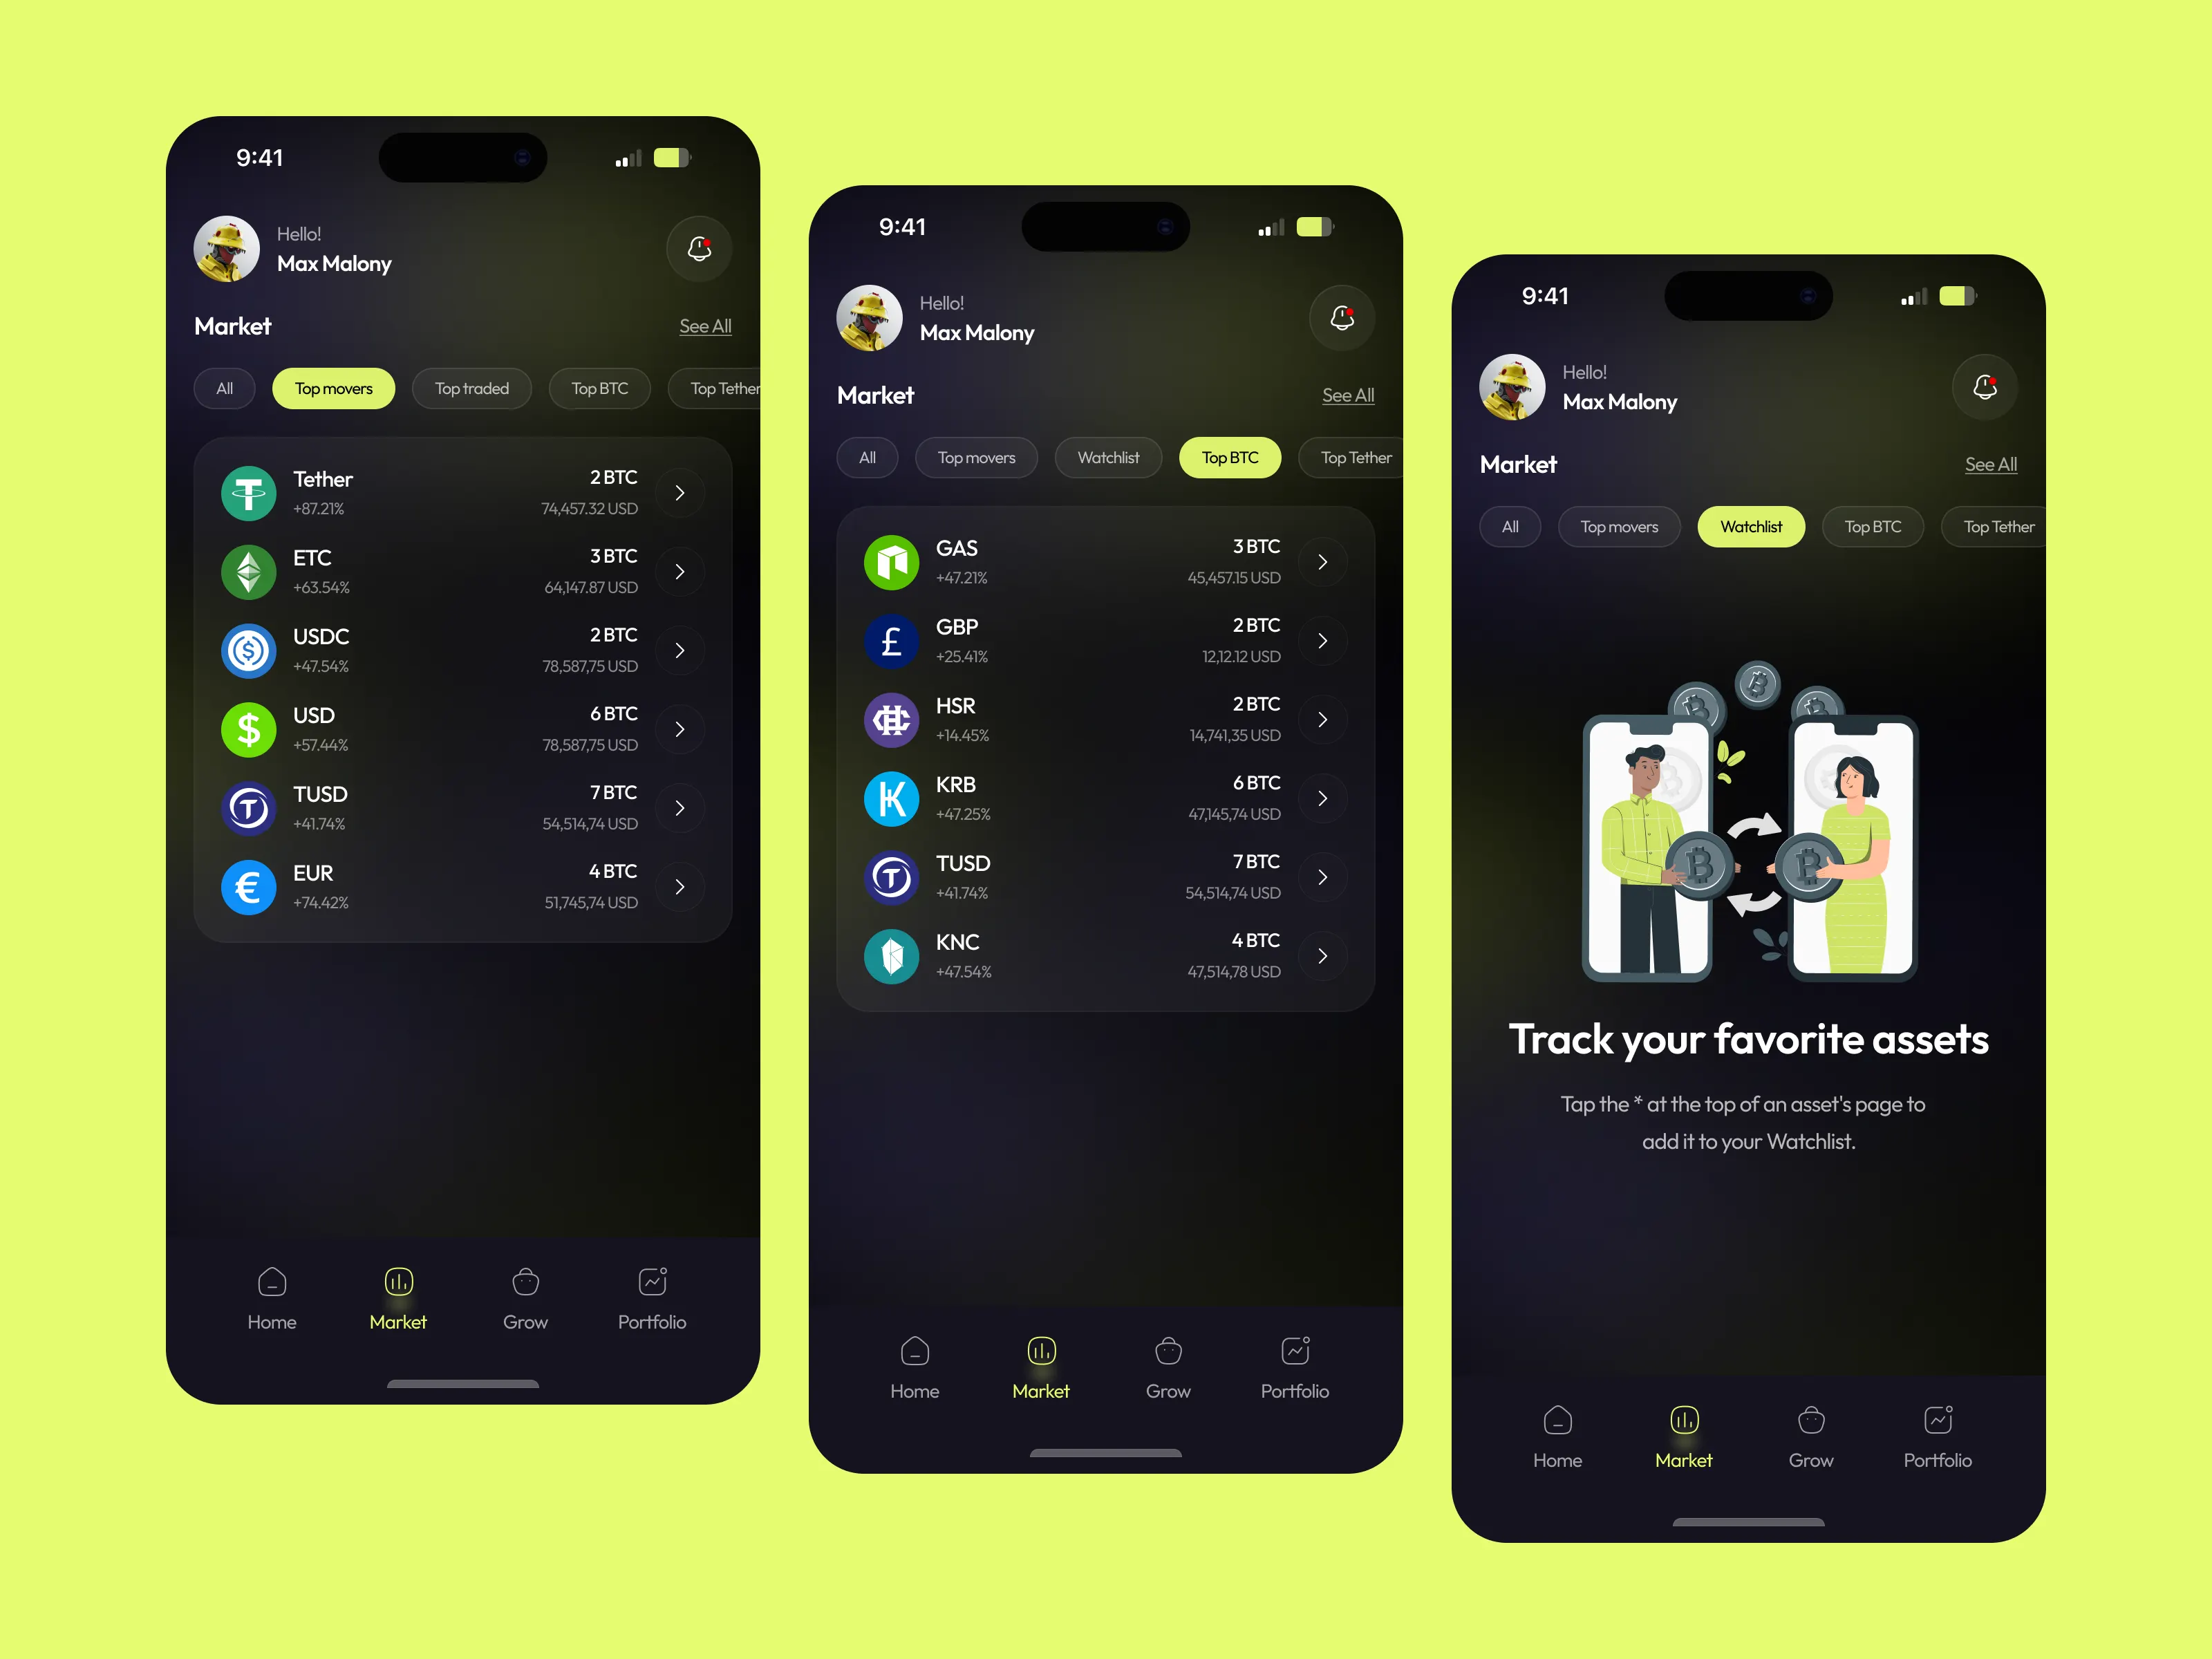 9:41
Hello!
Max Malony
Market
See All
All
Top movers
Top traded
Top BTC
Top Tether
Tether
2 BTC
+87.21%
74,457.32 USD
ETC
3 BTC
+63.54%
64,147.87 USD
USDC
2 BTC
+47.54%
78,587,75 USD
USD
6 BTC
+57.44%
78,587,75 USD
TUSD
7 BTC
+41.74%
54,514,74 USD
EUR
4 BTC
+74.42%
51,745,74 USD
Home
Market
Grow
Portfolio
9:41
Hello!
Max Malony
Market
See All
All
Top movers
Watchlist
Top BTC
Top Tether
GAS
3 BTC
+47.21%
45,457.15 USD
GBP
2 BTC
+25.41%
12,12.12 USD
HSR
2 BTC
+14.45%
14,741,35 USD
KRB
6 BTC
+47.25%
47,145,74 USD
TUSD
7 BTC
+41.74%
54,514,74 USD
KNC
4 BTC
+47.54%
47,514,78 USD
Home
Market
Grow
Portfolio
9:41
Hello!
Max Malony
Market
See All
All
Top movers
Watchlist
Top BTC
Top Tether
Track your favorite assets
Tap the * at the top of an asset's page to
add it to your Watchlist.
Home
Market
Grow
Portfolio